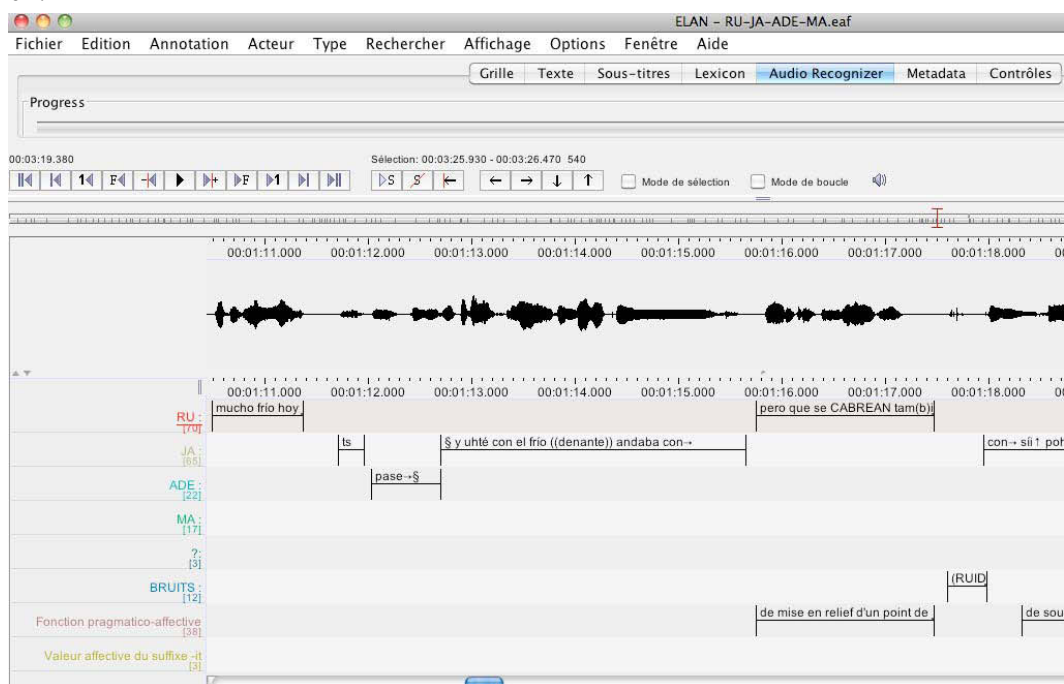 ELAN - RU-JA-ADE-MA.eaf
Fichier Edition Annotation Acteur Type Rechercher Affichage Options Fenêtre Aide
Grille Texte Sous-titres Lexicon Audio Recognizer Metadata Contrôles
Progress
00:03:19.380 Sélection: 00:03:25.930 - 00:03:26.470 540
1 F + F 1 S S Mode de sélection Mode de boucle
00:01:11.000 00:01:12.000 00:01:13.000 00:01:14.000 00:01:15.000 00:01:16.000 00:01:17.000 00:01:18.000 00
00:01:11.000 00:01:12.000 00:01:13.000 00:01:14.000 00:01:15.000 00:01:16.000 00:01:17.000 00:01:18.000 00
RU : mucho frío hoy pero que se CABREAN tam(b)i
[70]
JA : ts § y uhté con el frío ((denante)) andaba con→ con→ síi↑ poh
[65]
ADE : pase→§
[22]
MA :
[17]
?:
[3]
BRUITS : (RUID
[12]
Fonction pragmatico-affective de mise en relief d'un point de de sou
[38]
Valeur affective du suffixe -it
[3]